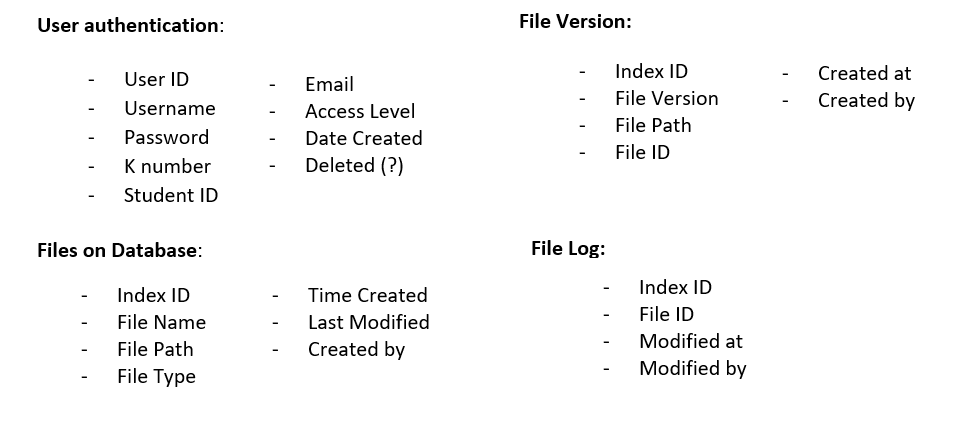 User authentication:
- User ID
- Username
- Password
- K number
- Student ID
- Email
- Access Level
- Date Created
- Deleted (?)
File Version:
- Index ID
- File Version
- File Path
- File ID
- Created at
- Created by
Files on Database:
- Index ID
- File Name
- File Path
- File Type
- Time Created
- Last Modified
- Created by
File Log:
- Index ID
- File ID
- Modified at
- Modified by